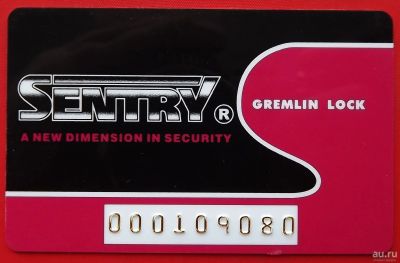 SENTRY®
GREMLIN LOCK
A NEW DIMENSION IN SECURITY
000109080
au.ru